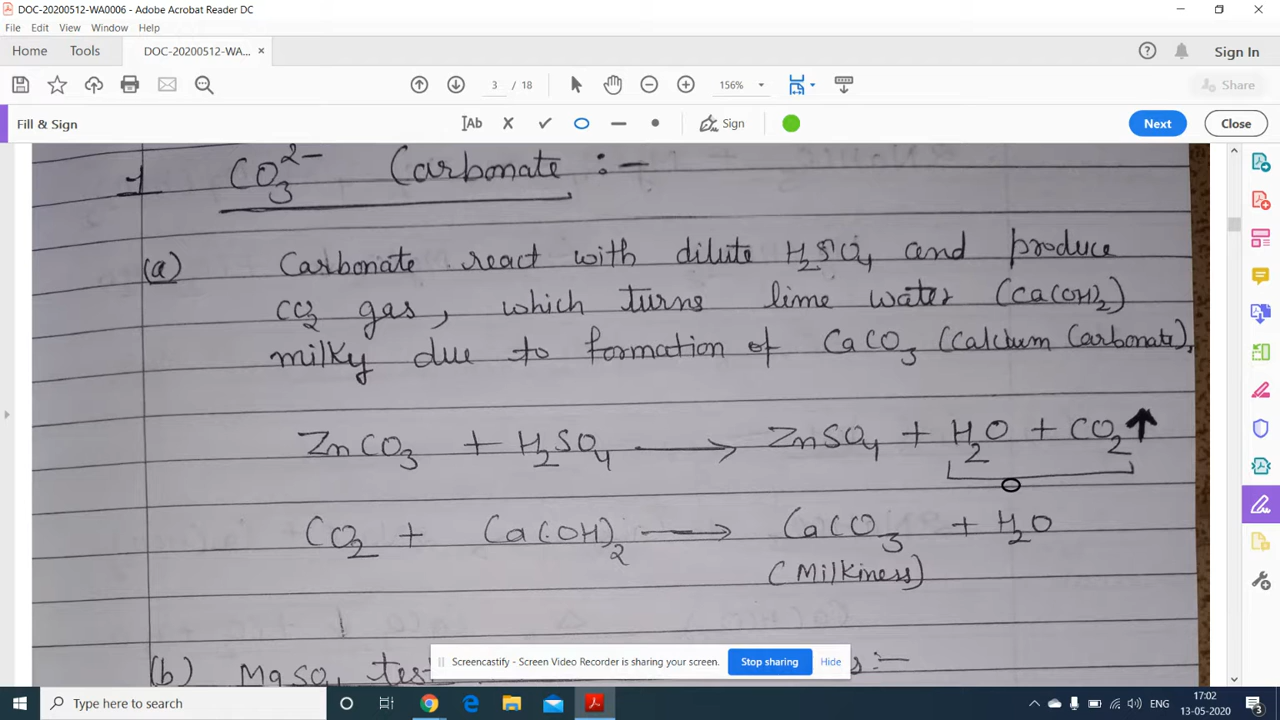 DOC-20200512-WA0006 - Adobe Acrobat Reader DC
File Edit View Window Help
Home Tools DOC-20200512-WA... × Sign In
3 / 18 156% Share
Fill & Sign Ab Sign Next Close
1 CO₃²⁻ Carbonate :-
(a) Carbonate react with dilute H₂SO₄ and produce
CO₂ gas, which turns lime water (Ca(OH)₂)
milky due to formation of CaCO₃ (Calcium Carbonate),
ZnCO₃ + H₂SO₄ ⟶ ZnSO₄ + H₂O + CO₂↑
CO₂ + Ca(OH)₂ ⟶ CaCO₃ + H₂O
(Milkiness)
(b) MgSO₄ test :-
Screencastify - Screen Video Recorder is sharing your screen. Stop sharing Hide
Type here to search
ENG 17:02
13-05-2020
3